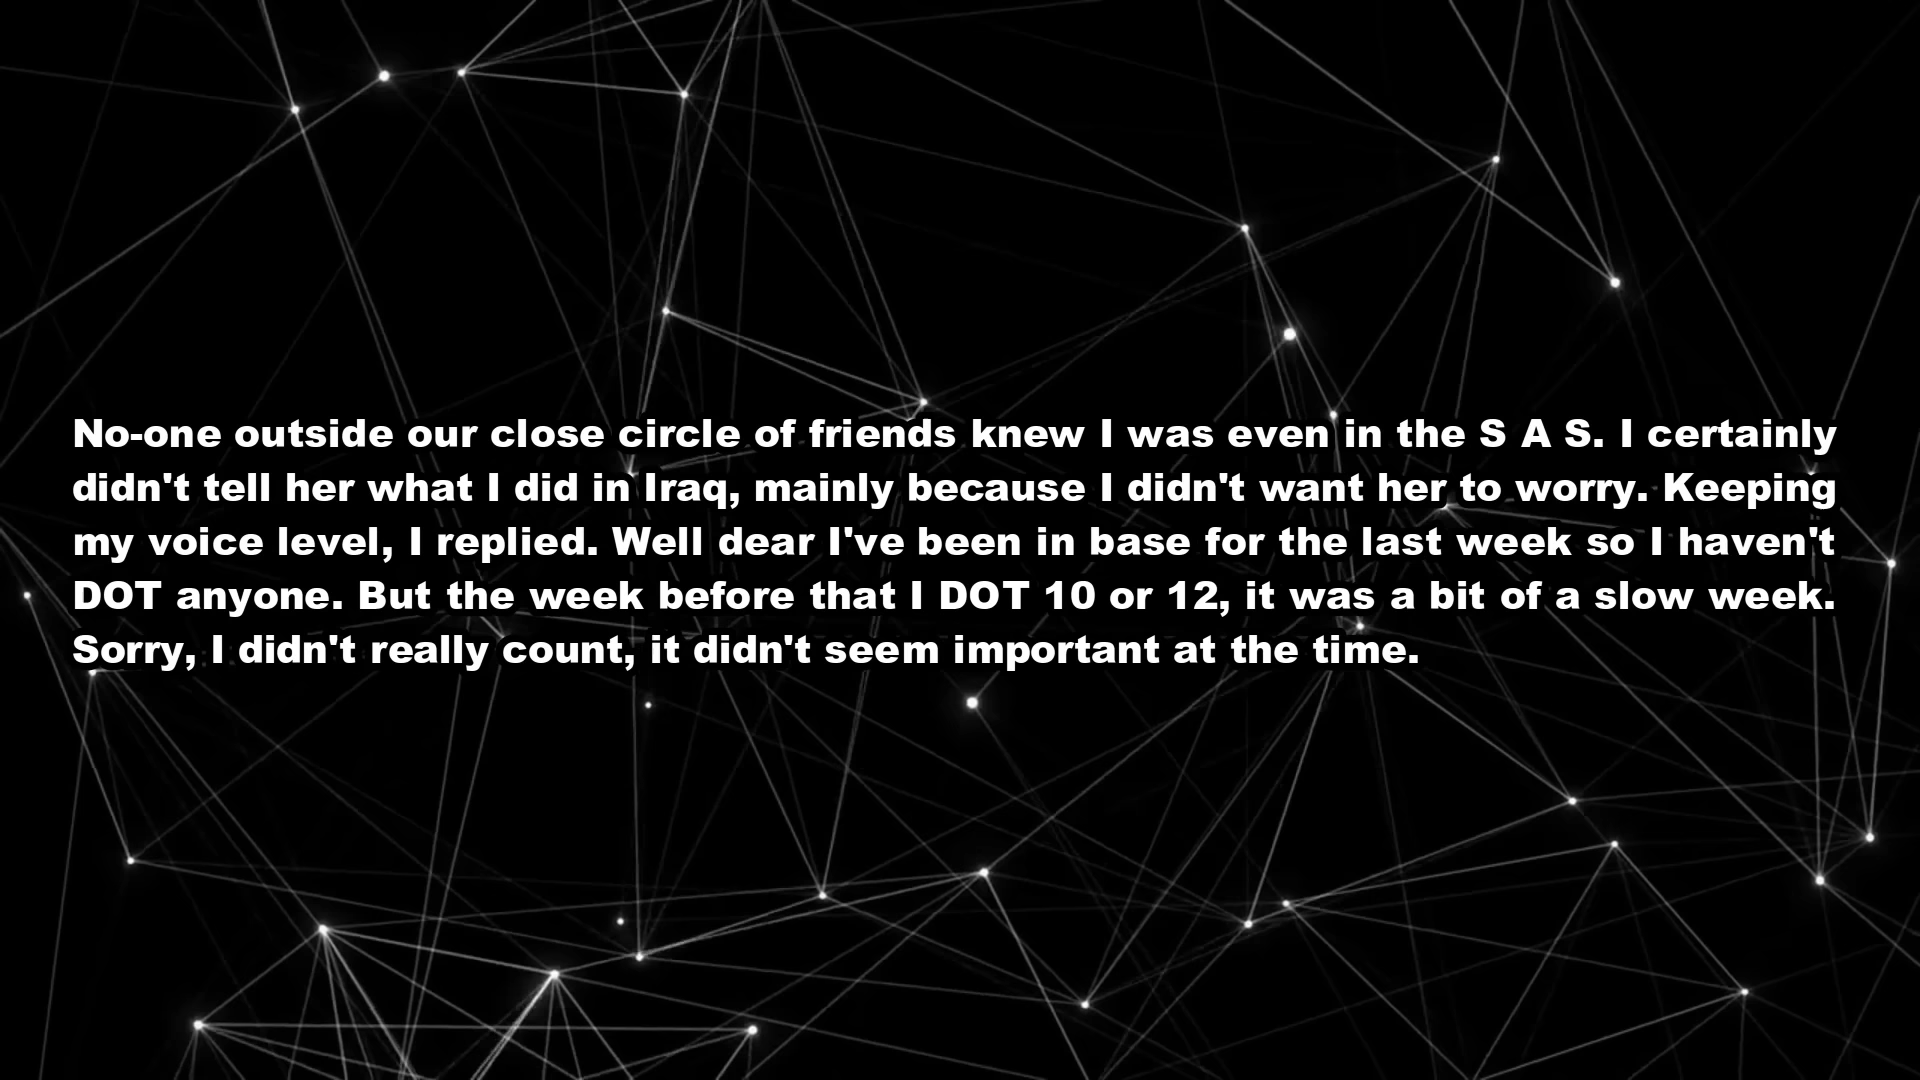 No-one outside our close circle of friends knew I was even in the S A S. I certainly
didn't tell her what I did in Iraq, mainly because I didn't want her to worry. Keeping
my voice level, I replied. Well dear I've been in base for the last week so I haven't
DOT anyone. But the week before that I DOT 10 or 12, it was a bit of a slow week.
Sorry, I didn't really count, it didn't seem important at the time.